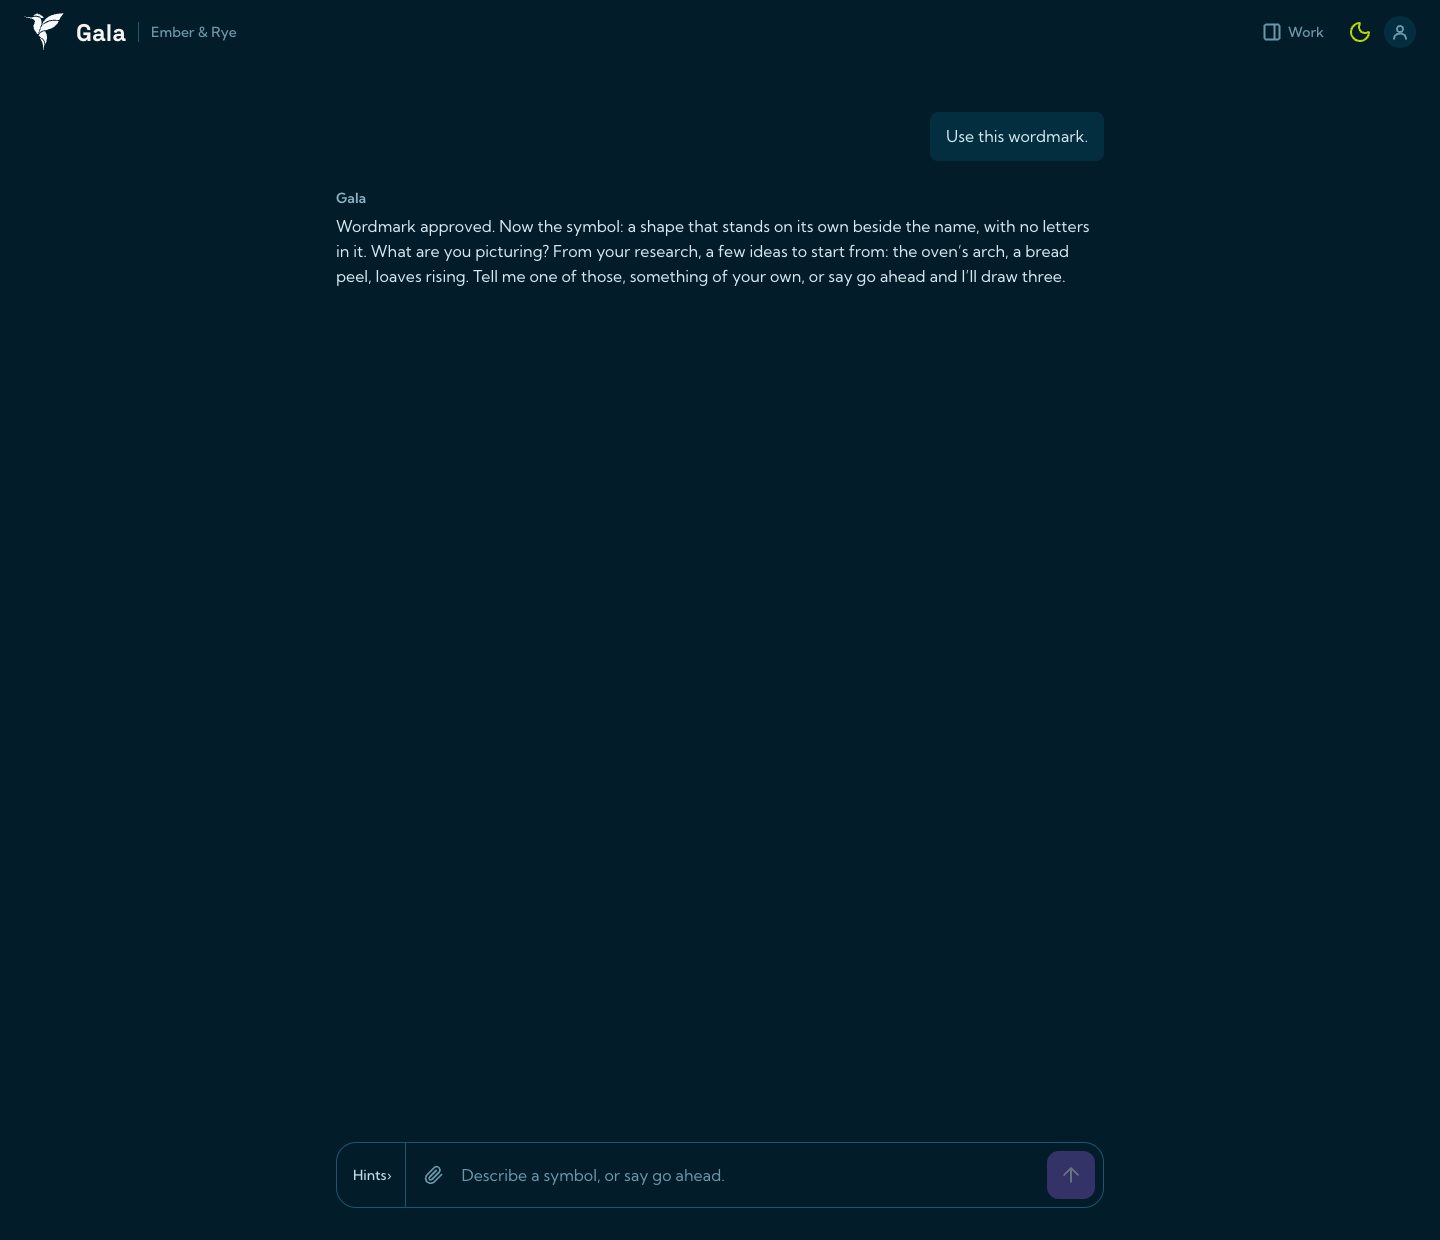 Gala
Ember & Rye
Work
Use this wordmark.
Gala
Wordmark approved. Now the symbol: a shape that stands on its own beside the name, with no letters
in it. What are you picturing? From your research, a few ideas to start from: the oven’s arch, a bread
peel, loaves rising. Tell me one of those, something of your own, or say go ahead and I’ll draw three.
Hints›
Describe a symbol, or say go ahead.